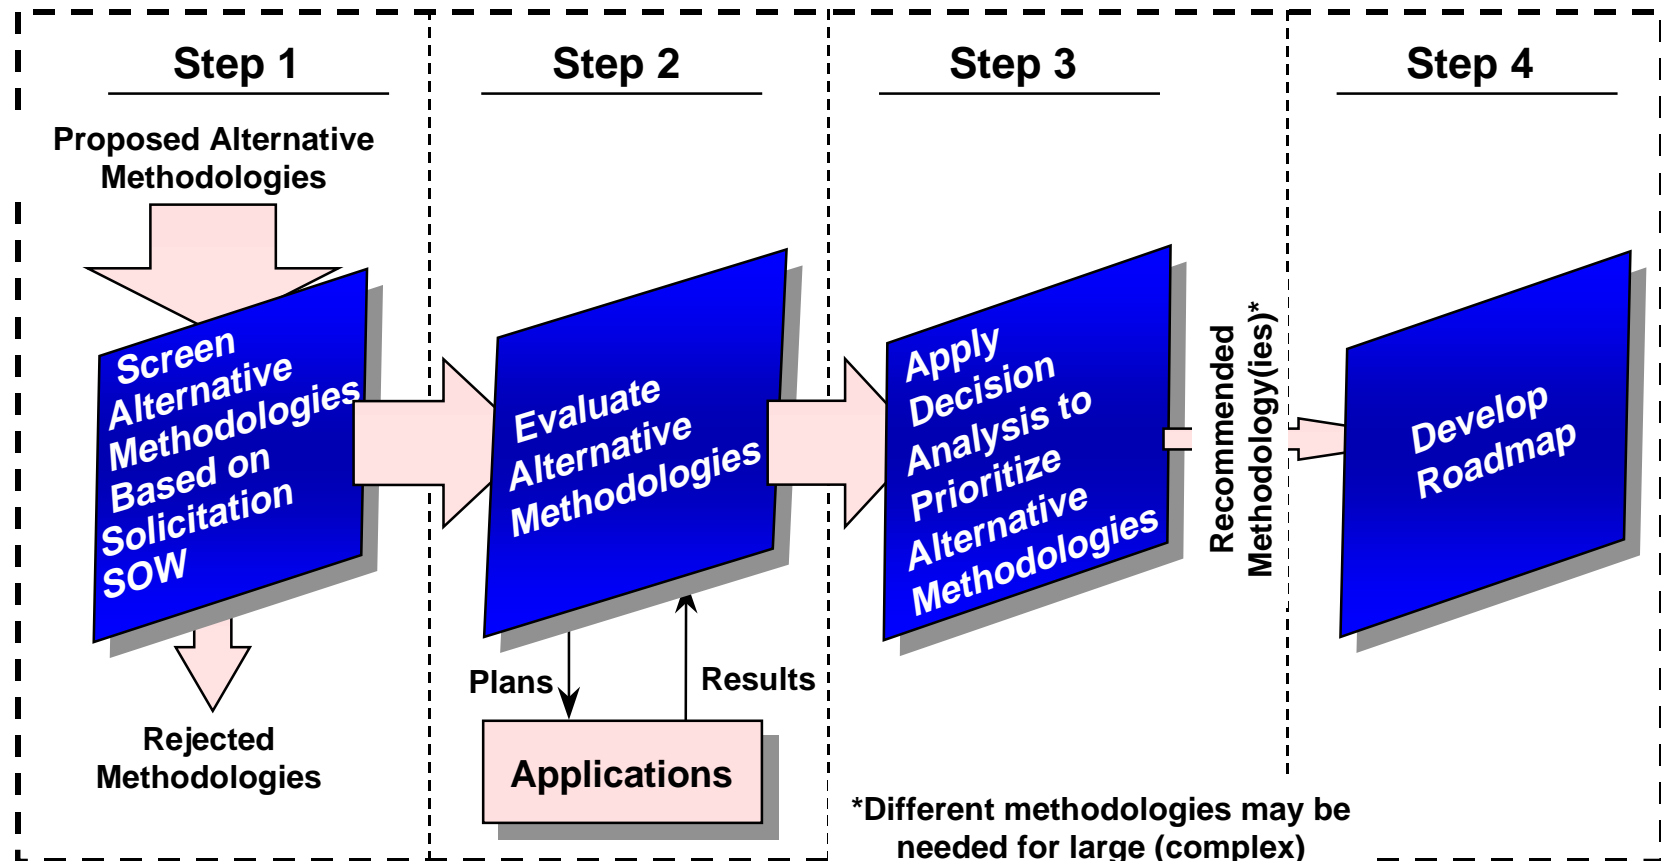 Step 1
Proposed Alternative
Methodologies
Screen
Alternative
Methodologies
Based on
Solicitation
SOW
Rejected
Methodologies
Step 2
Evaluate
Alternative
Methodologies
Plans
Results
Applications
Step 3
Apply
Decision
Analysis to
Prioritize
Alternative
Methodologies
Recommended
Methodology(ies)*
Step 4
Develop
Roadmap
*Different methodologies may be
needed for large (complex)